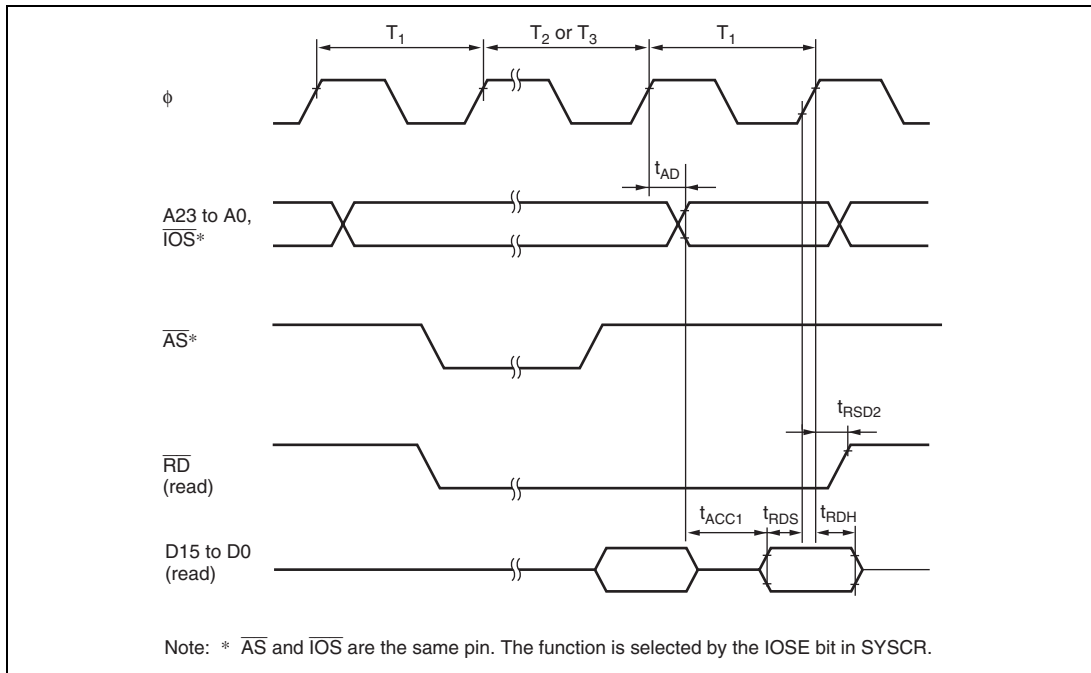 T1 T2 or T3 T1
ϕ
tAD
A23 to A0,
IOS*
AS*
tRSD2
RD
(read)
tACC1 tRDS tRDH
D15 to D0
(read)
Note: * AS and IOS are the same pin. The function is selected by the IOSE bit in SYSCR.